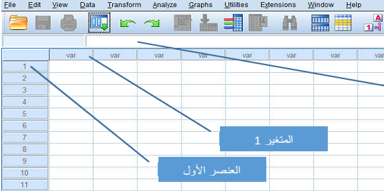 File Edit View Data Transform Analyze Graphs Utilities Extensions Window Help
var var var var var var var
1
2
3
4
5
6
7
8
9
10
11
المتغير 1
العنصر الأول